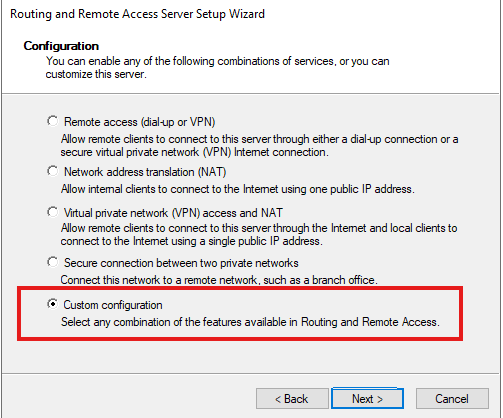 Routing and Remote Access Server Setup Wizard
Configuration
You can enable any of the following combinations of services, or you can
customize this server.
Remote access (dial-up or VPN)
Allow remote clients to connect to this server through either a dial-up connection or a
secure virtual private network (VPN) Internet connection.
Network address translation (NAT)
Allow internal clients to connect to the Internet using one public IP address.
Virtual private network (VPN) access and NAT
Allow remote clients to connect to this server through the Internet and local clients to
connect to the Internet using a single public IP address.
Secure connection between two private networks
Connect this network to a remote network, such as a branch office.
Custom configuration
Select any combination of the features available in Routing and Remote Access.
< Back
Next >
Cancel